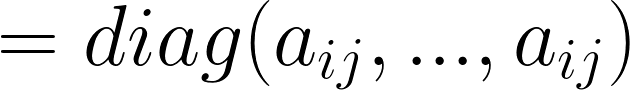 = diag(a_{ij}, ..., a_{ij})